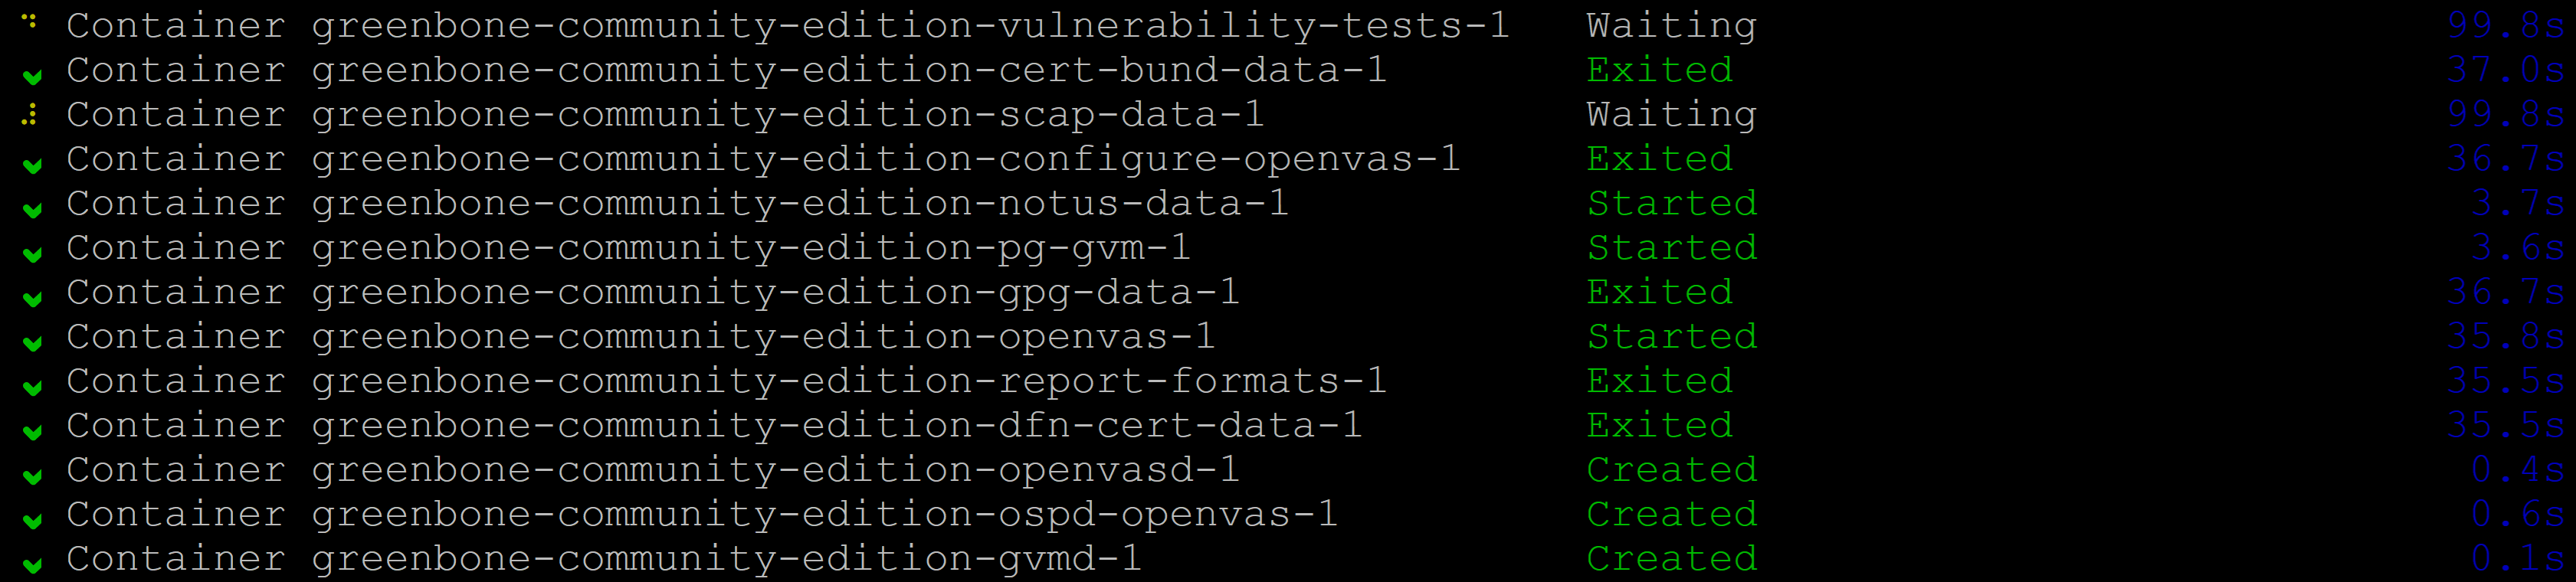 Container greenbone-community-edition-vulnerability-tests-1 Waiting 99.8s
Container greenbone-community-edition-cert-bund-data-1 Exited 37.0s
Container greenbone-community-edition-scap-data-1 Waiting 99.8s
Container greenbone-community-edition-configure-openvas-1 Exited 36.7s
Container greenbone-community-edition-notus-data-1 Started 3.7s
Container greenbone-community-edition-pg-gvm-1 Started 3.6s
Container greenbone-community-edition-gpg-data-1 Exited 36.7s
Container greenbone-community-edition-openvas-1 Started 35.8s
Container greenbone-community-edition-report-formats-1 Exited 35.5s
Container greenbone-community-edition-dfn-cert-data-1 Exited 35.5s
Container greenbone-community-edition-openvasd-1 Created 0.4s
Container greenbone-community-edition-ospd-openvas-1 Created 0.6s
Container greenbone-community-edition-gvmd-1 Created 0.1s